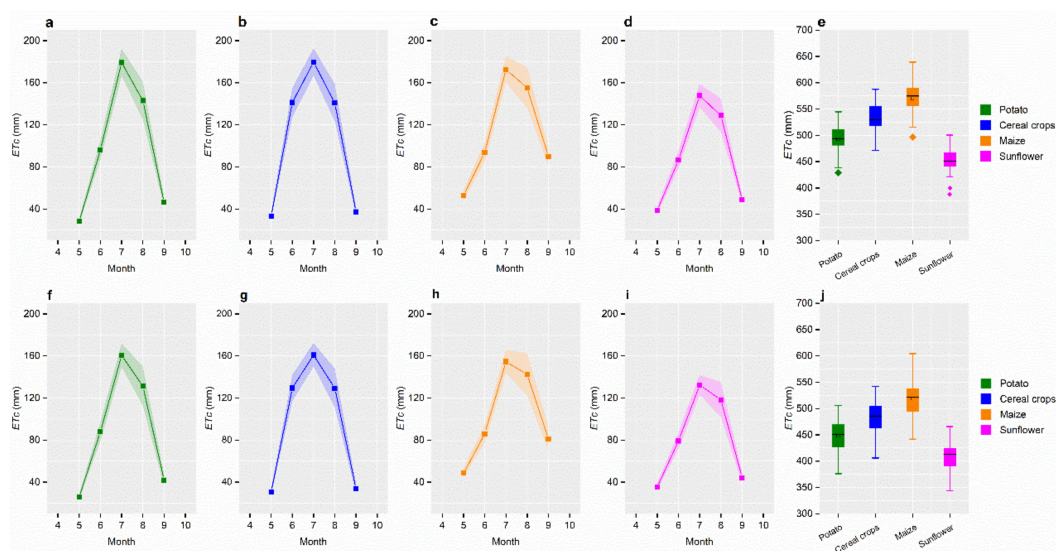 a
b
c
d
e
200
160
120
80
40
ETc (mm)
4 5 6 7 8 9 10
Month
200
160
120
80
40
ETc (mm)
4 5 6 7 8 9 10
Month
200
160
120
80
40
ETc (mm)
4 5 6 7 8 9 10
Month
200
160
120
80
40
ETc (mm)
4 5 6 7 8 9 10
Month
700
650
600
550
500
450
400
350
300
ETc (mm)
Potato
Cereal crops
Maize
Sunflower
Potato
Cereal crops
Maize
Sunflower
f
g
h
i
j
200
160
120
80
40
ETc (mm)
4 5 6 7 8 9 10
Month
200
160
120
80
40
ETc (mm)
4 5 6 7 8 9 10
Month
200
160
120
80
40
ETc (mm)
4 5 6 7 8 9 10
Month
200
160
120
80
40
ETc (mm)
4 5 6 7 8 9 10
Month
700
650
600
550
500
450
400
350
300
ETc (mm)
Potato
Cereal crops
Maize
Sunflower
Potato
Cereal crops
Maize
Sunflower